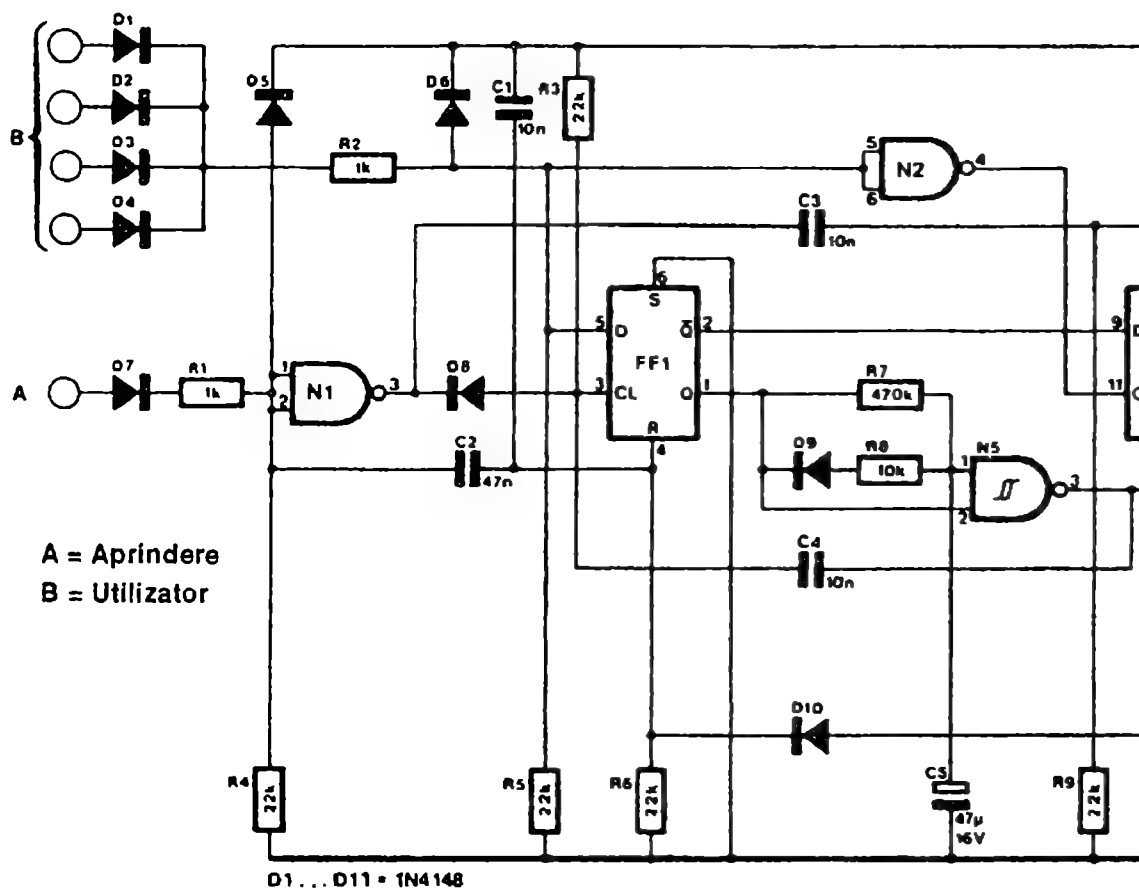 D1
D2
D3
D4
B
D5
D6
C1
10n
R3
22k
R2
1k
5
6
N2
4
C3
10n
6
S
5
D
Q
2
FF1
3
CL
Q
1
R
4
9
D
11
C
A
D7
R1
1k
1
2
N1
3
D8
C2
47n
R7
470k
D9
R8
10k
N5
1
2
3
C4
10n
A = Aprindere
B = Utilizator
D10
R4
22k
R5
22k
R6
22k
C5
47µ
16V
R9
22k
D1 . . . D11 = 1N4148